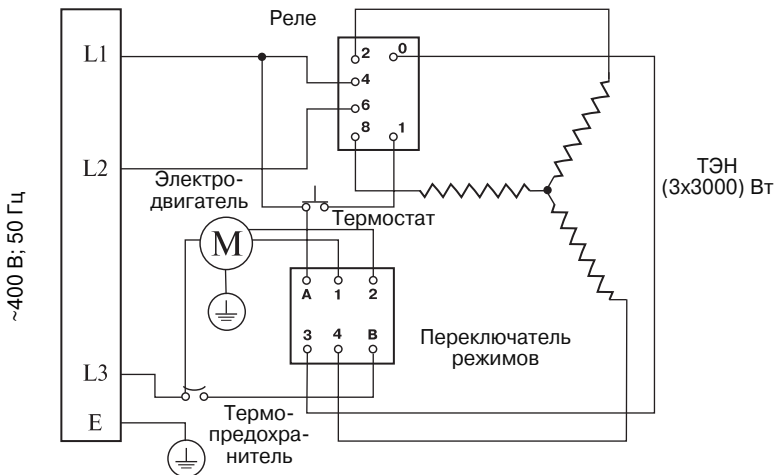 Реле
L1
2 0
4
6
8 1
L2
Электро-
двигатель
Термостат
ТЭН
(3х3000) Вт
~400 В; 50 Гц
M
A 1 2
3 4 B
Переключатель
режимов
L3
E
Термо-
предохра-
нитель